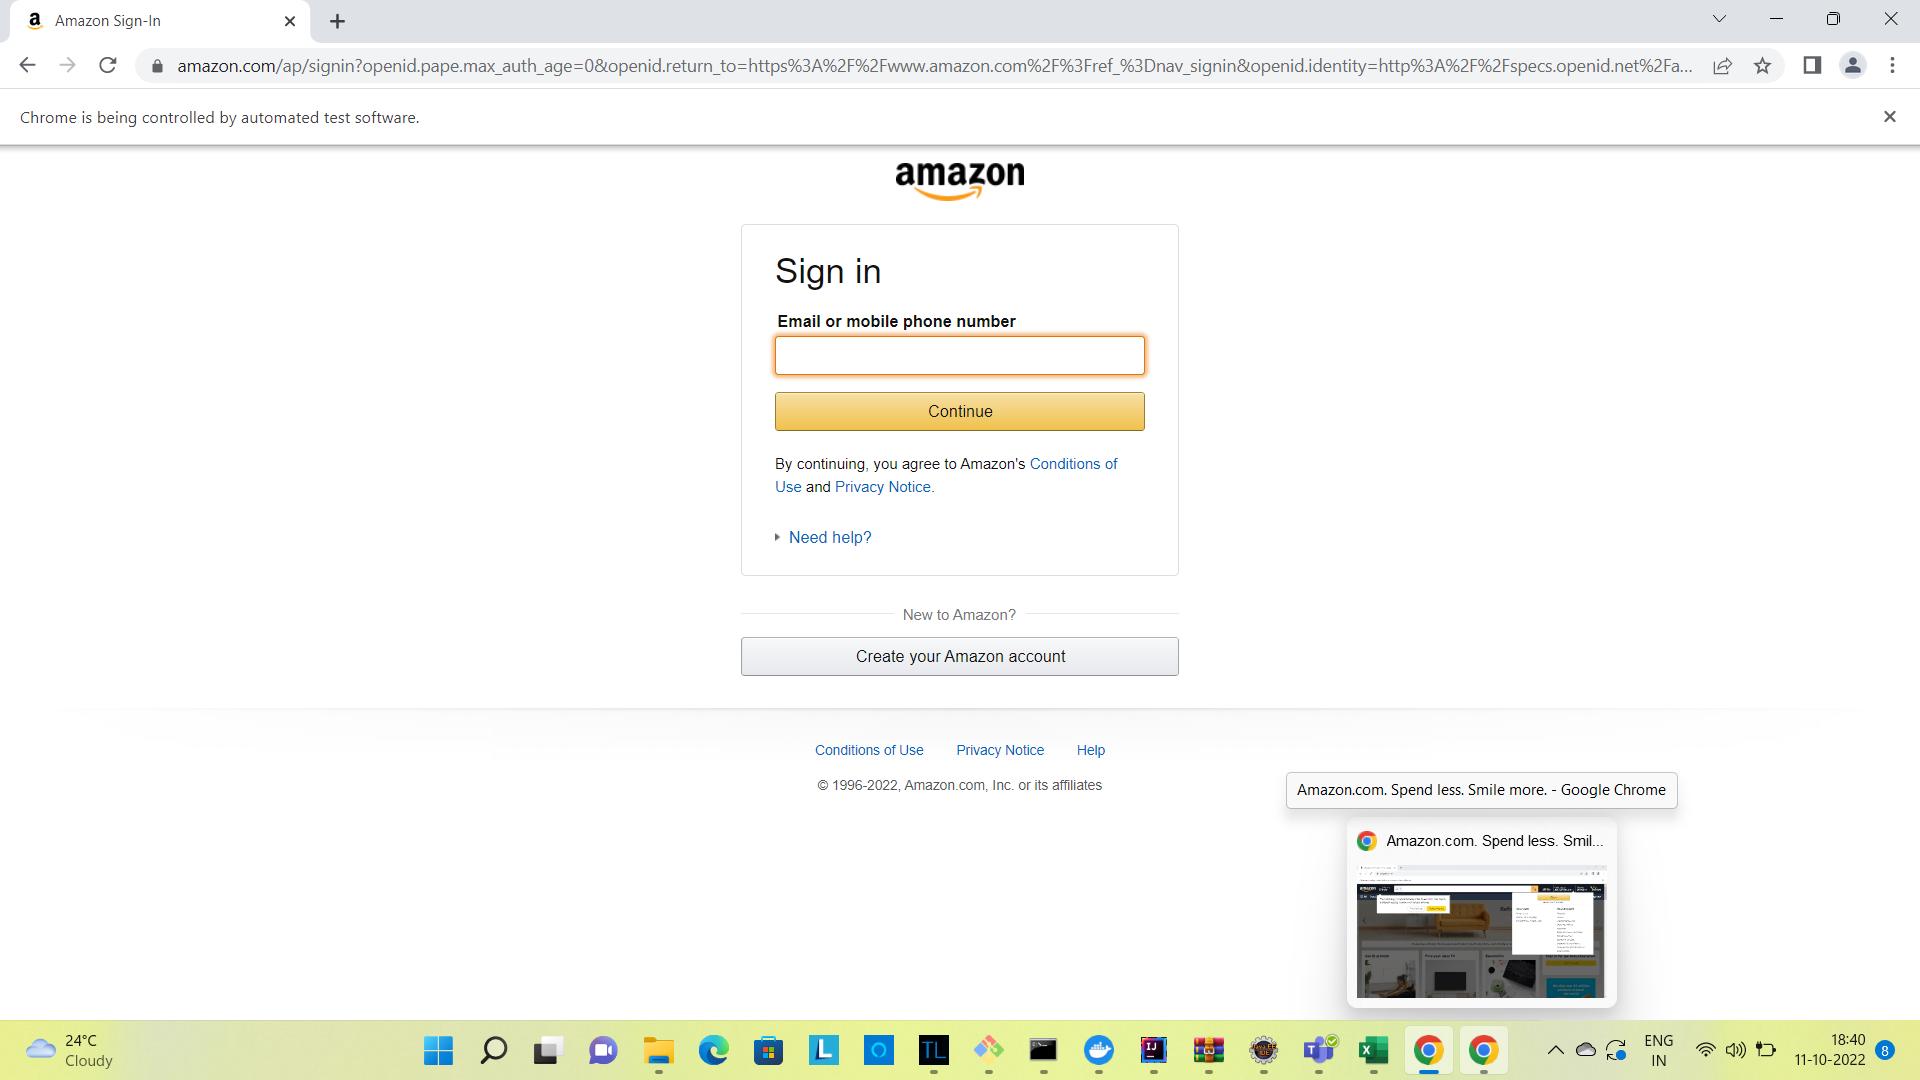 Amazon Sign-In
amazon.com/ap/signin?openid.pape.max_auth_age=0&openid.return_to=https%3A%2F%2Fwww.amazon.com%2F%3Fref_%3Dnav_signin&openid.identity=http%3A%2F%2Fspecs.openid.net%2Fa...
Chrome is being controlled by automated test software.
amazon
Sign in
Email or mobile phone number
Continue
By continuing, you agree to Amazon's Conditions of
Use and Privacy Notice.
Need help?
New to Amazon?
Create your Amazon account
Conditions of Use Privacy Notice Help
© 1996-2022, Amazon.com, Inc. or its affiliates
Amazon.com. Spend less. Smile more. - Google Chrome
Amazon.com. Spend less. Smil...
24°C
Cloudy
L
TL
IJ
X
ENG
IN
18:40
11-10-2022
8